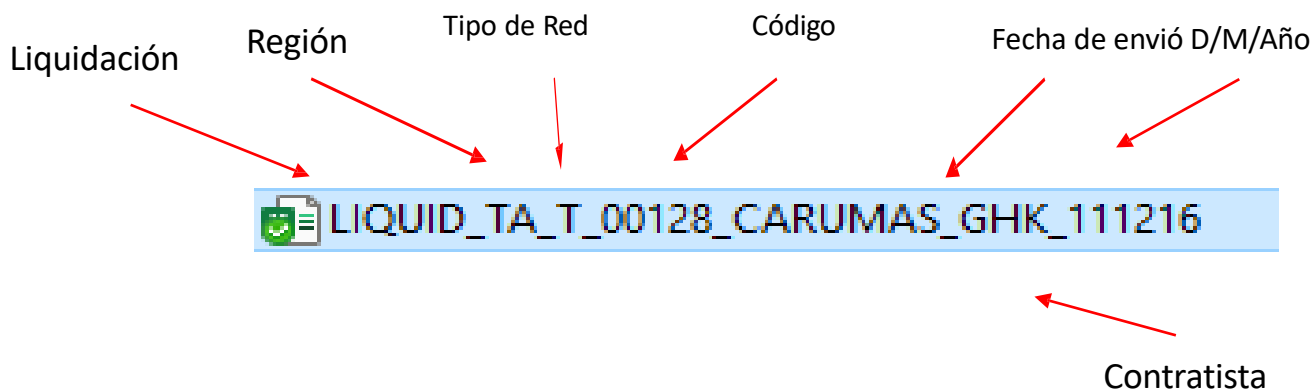 Liquidación
Región
Tipo de Red
Código
Fecha de envió D/M/Año
LIQUID_TA_T_00128_CARUMAS_GHK_111216
Contratista